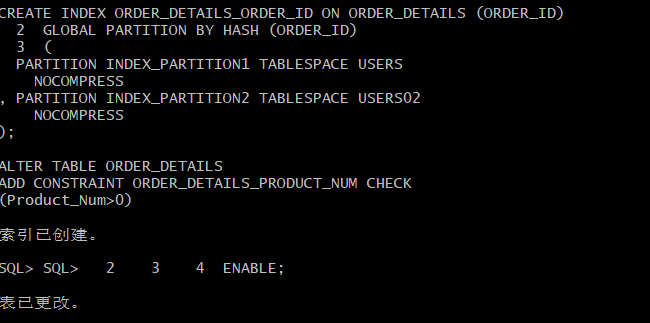 CREATE INDEX ORDER_DETAILS_ORDER_ID ON ORDER_DETAILS (ORDER_ID)
2 GLOBAL PARTITION BY HASH (ORDER_ID)
3 (
PARTITION INDEX_PARTITION1 TABLESPACE USERS
NOCOMPRESS
, PARTITION INDEX_PARTITION2 TABLESPACE USERS02
NOCOMPRESS
);
ALTER TABLE ORDER_DETAILS
ADD CONSTRAINT ORDER_DETAILS_PRODUCT_NUM CHECK
(Product_Num>0)
索引已创建。
SQL> SQL> 2 3 4 ENABLE;
表已更改。